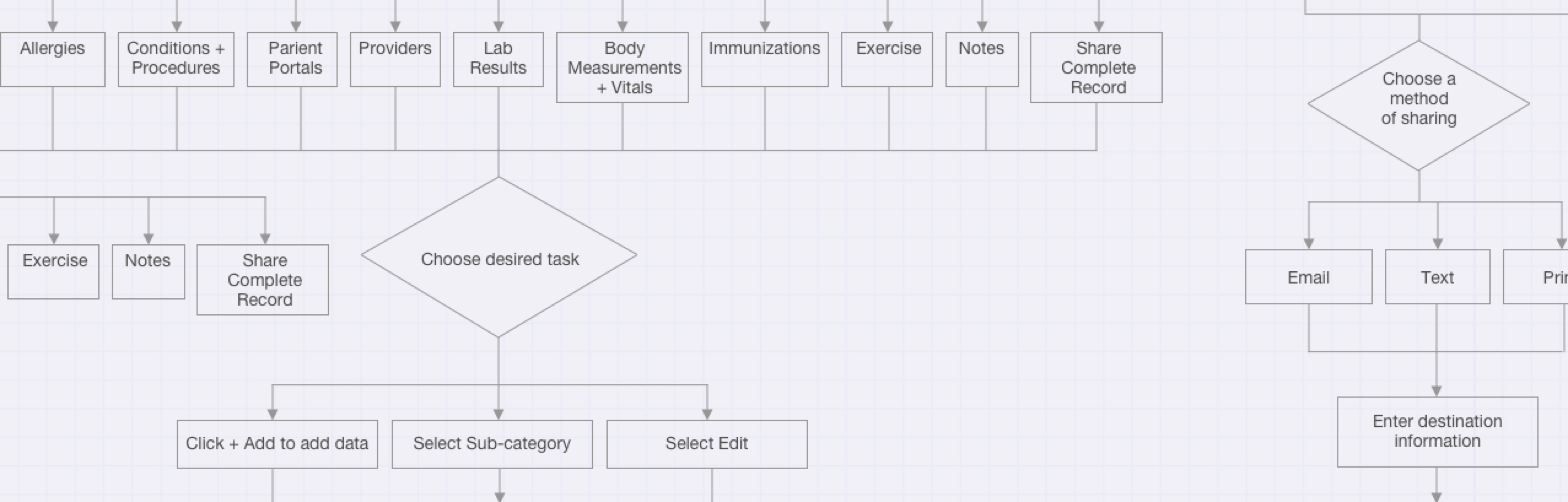 Allergies
Conditions +
Procedures
Parient
Portals
Providers
Lab
Results
Body
Measurements
+ Vitals
Immunizations
Exercise
Notes
Share
Complete
Record
Choose a
method
of sharing
Exercise
Notes
Share
Complete
Record
Choose desired task
Email
Text
Click + Add to add data
Select Sub-category
Select Edit
Enter destination
information